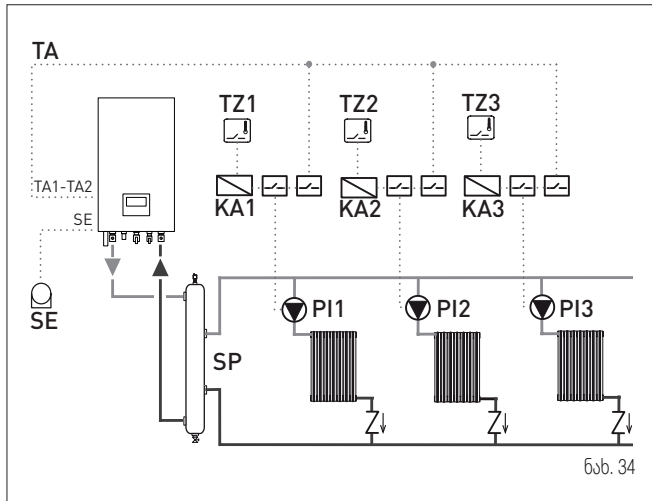 TA
TZ1 TZ2 TZ3
TA1-TA2
KA1 KA2 KA3
SE
SE
PI1 PI2 PI3
SP
ნახ. 34